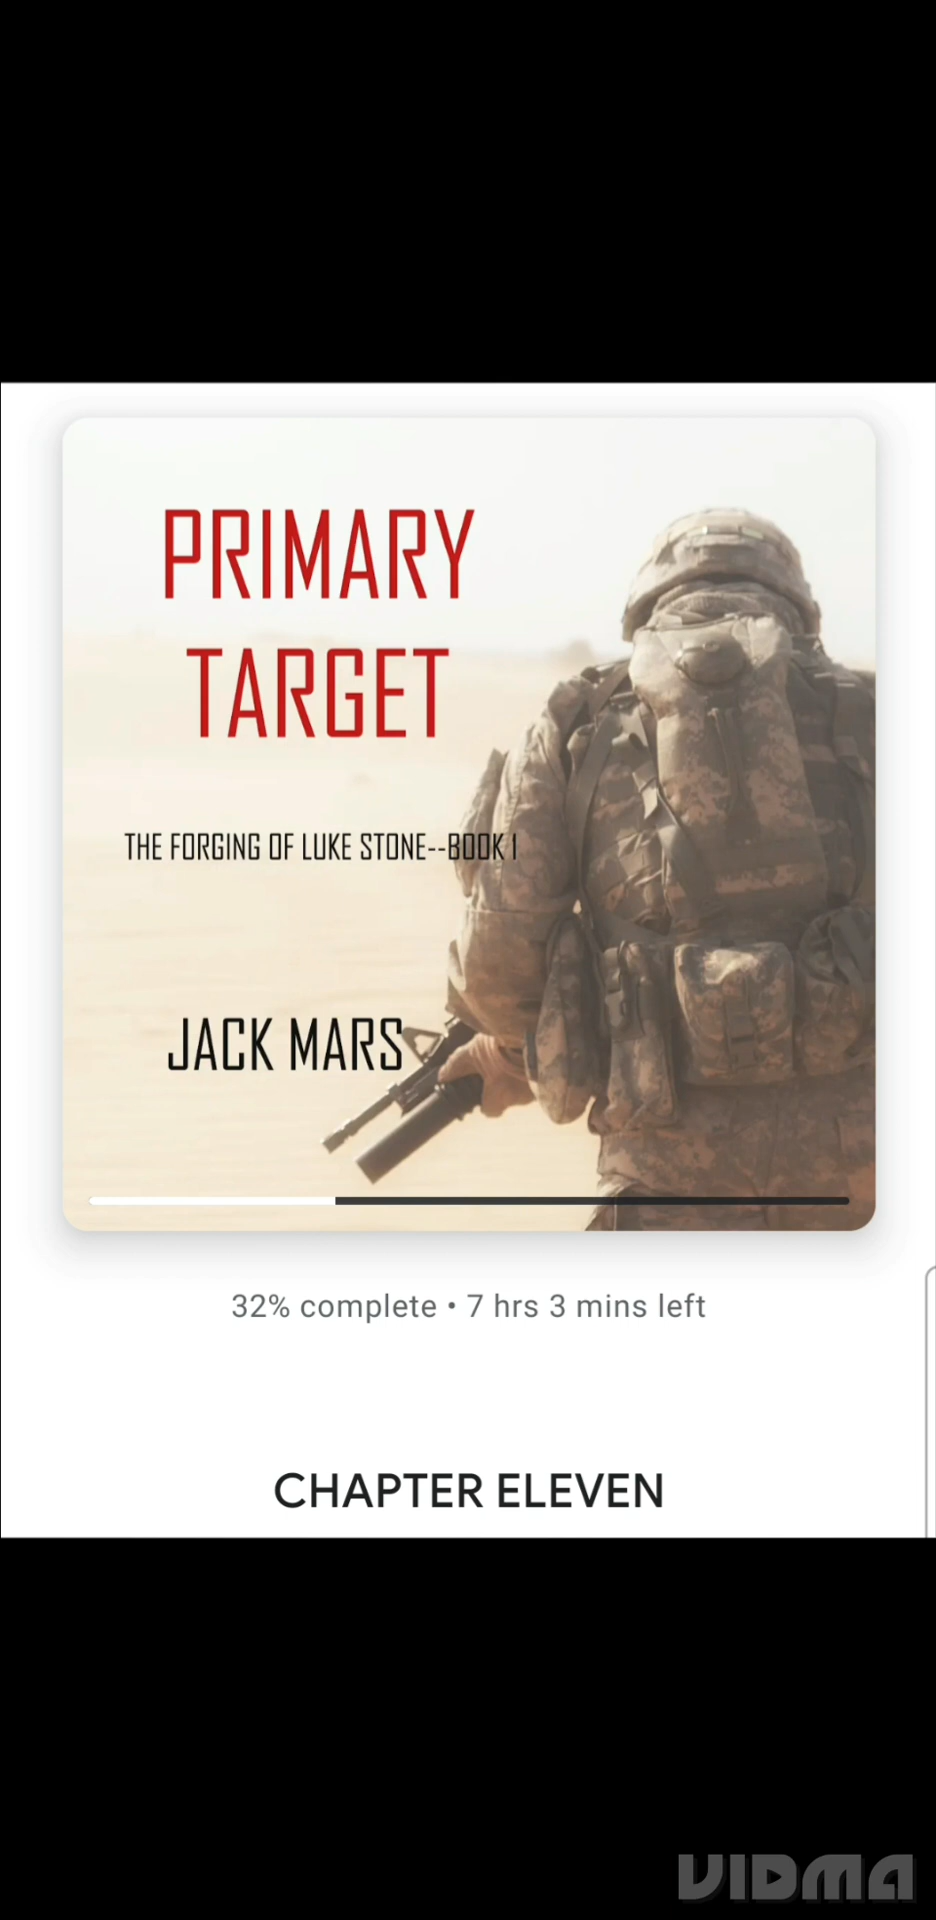 PRIMARY
TARGET
THE FORGING OF LUKE STONE--BOOK 1
JACK MARS
32% complete • 7 hrs 3 mins left
CHAPTER ELEVEN
VIDMA